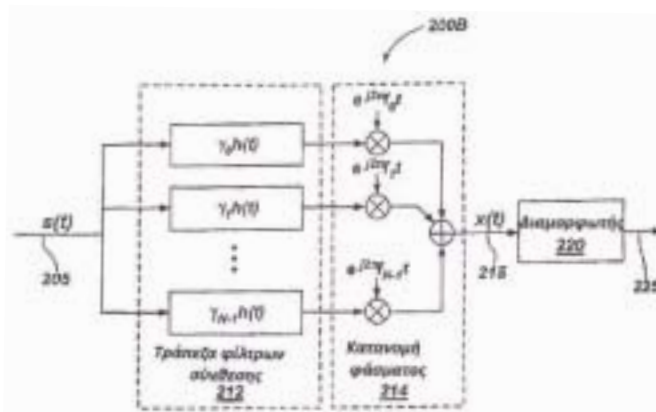 200B
e^{j2πf_0t}
γ_0h(t)
e^{j2πf_1t}
s(t)
γ_1h(t)
x(t)
Διαμορφωτής
220
205
215
225
e^{j2πf_{N-1}t}
γ_{N-1}h(t)
Τράπεζα φίλτρων
σύνθεσης
212
Κατανομή
φάσματος
214